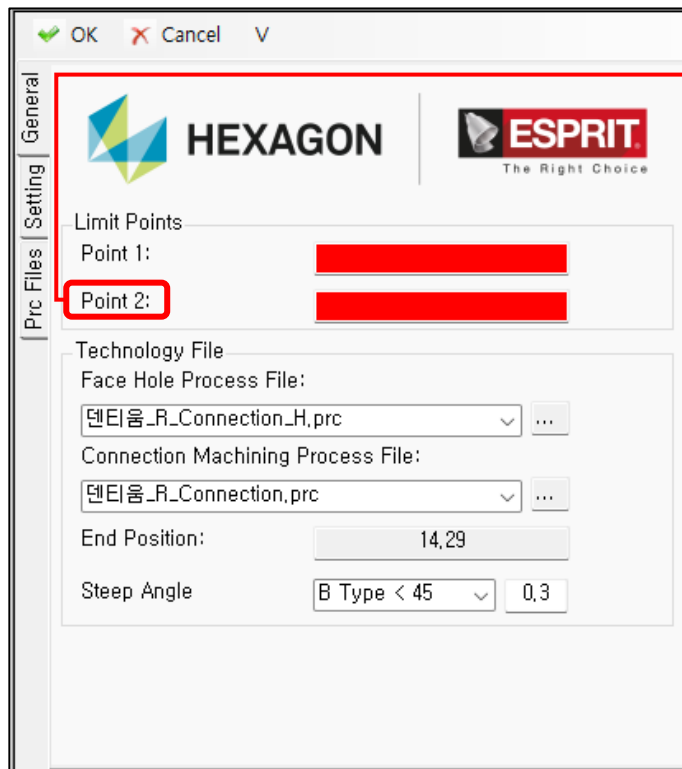 OK Cancel V
General
Setting
Prc Files
HEXAGON
ESPRIT.
The Right Choice
Limit Points
Point 1:
Point 2:
Technology File
Face Hole Process File:
덴티움_R_Connection_H.prc
...
Connection Machining Process File:
덴티움_R_Connection.prc
...
End Position: 14.29
Steep Angle B Type < 45 0.3